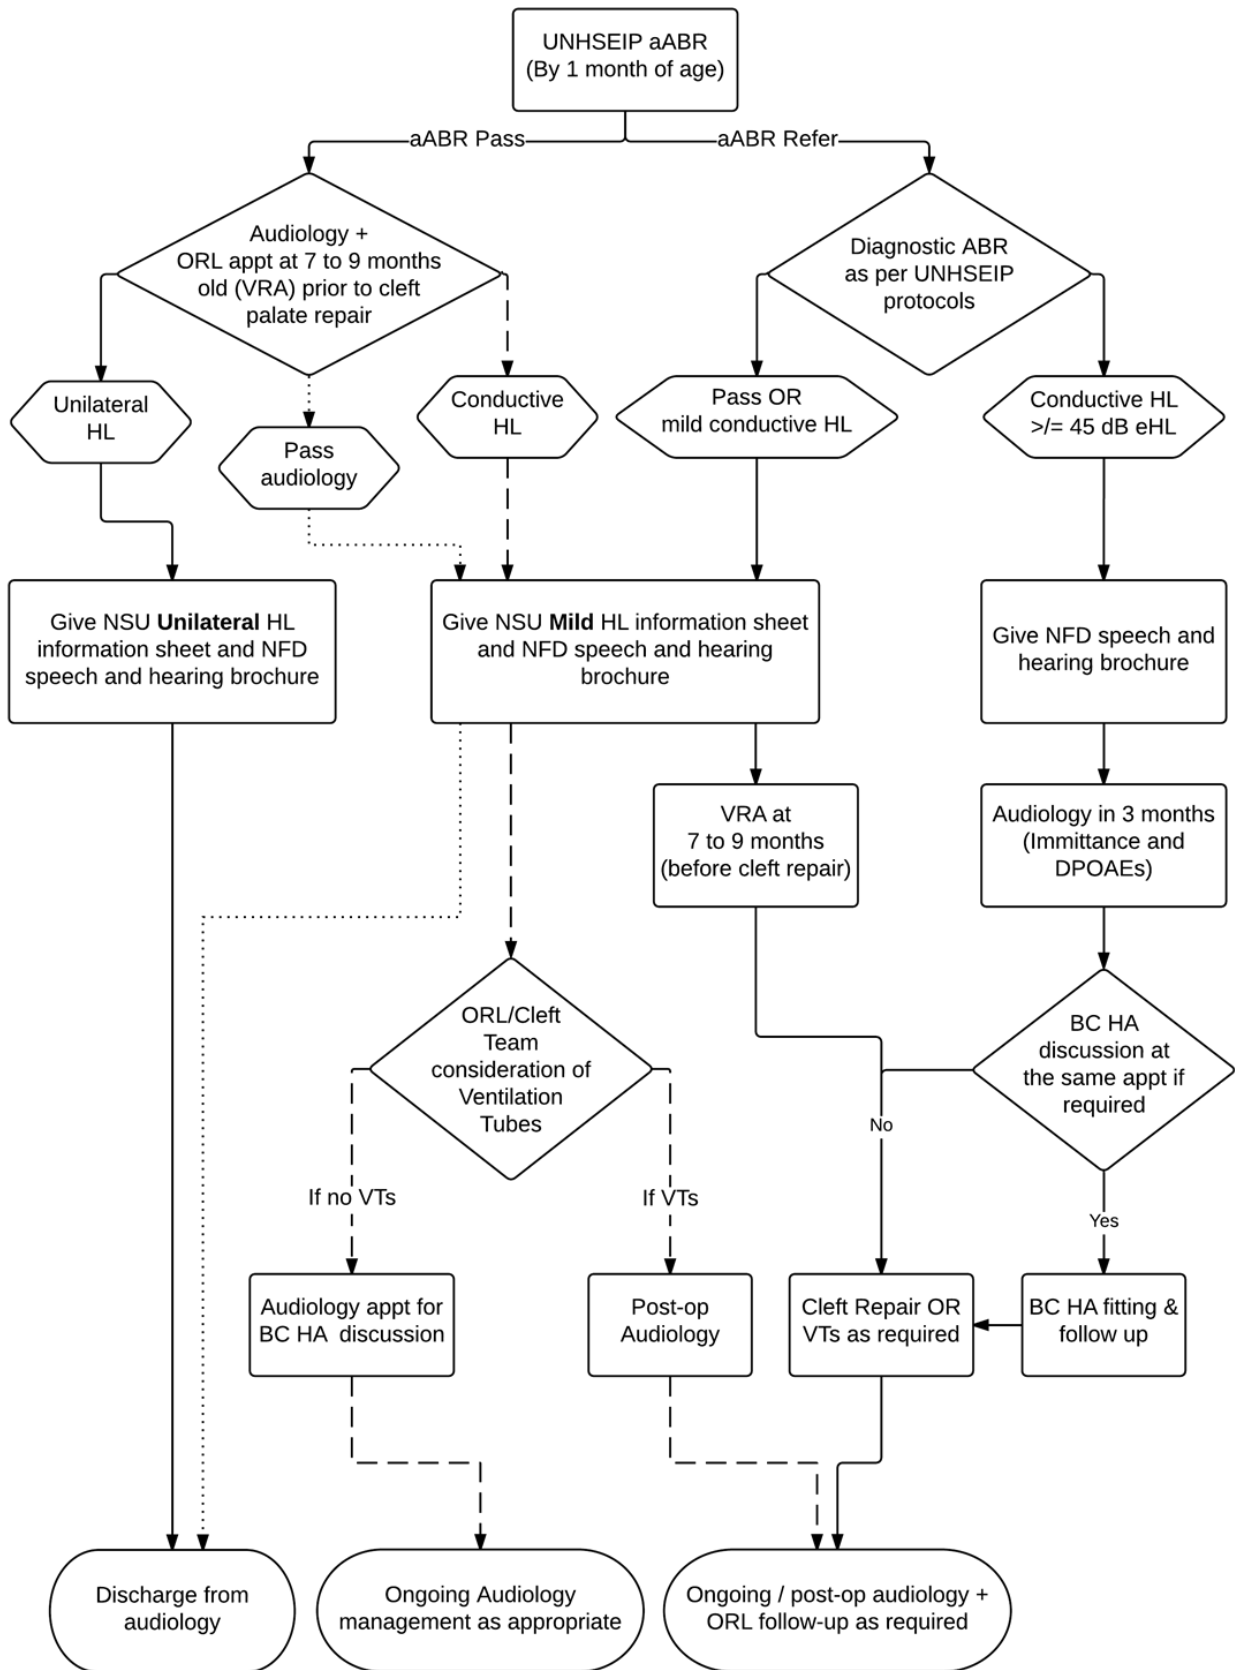 UNHSEIP aABR
(By 1 month of age)
aABR Pass
aABR Refer
Audiology +
ORL appt at 7 to 9 months
old (VRA) prior to cleft
palate repair
Diagnostic ABR
as per UNHSEIP
protocols
Unilateral
HL
Pass
audiology
Conductive
HL
Pass OR
mild conductive HL
Conductive HL
>/= 45 dB eHL
Give NSU Unilateral HL
information sheet and NFD
speech and hearing brochure
Give NSU Mild HL information sheet
and NFD speech and hearing
brochure
Give NFD speech and
hearing brochure
VRA at
7 to 9 months
(before cleft repair)
Audiology in 3 months
(Immittance and
DPOAEs)
ORL/Cleft
Team
consideration of
Ventilation
Tubes
BC HA
discussion at
the same appt if
required
No
If no VTs
If VTs
Yes
Audiology appt for
BC HA discussion
Post-op
Audiology
Cleft Repair OR
VTs as required
BC HA fitting &
follow up
Discharge from
audiology
Ongoing Audiology
management as appropriate
Ongoing / post-op audiology +
ORL follow-up as required